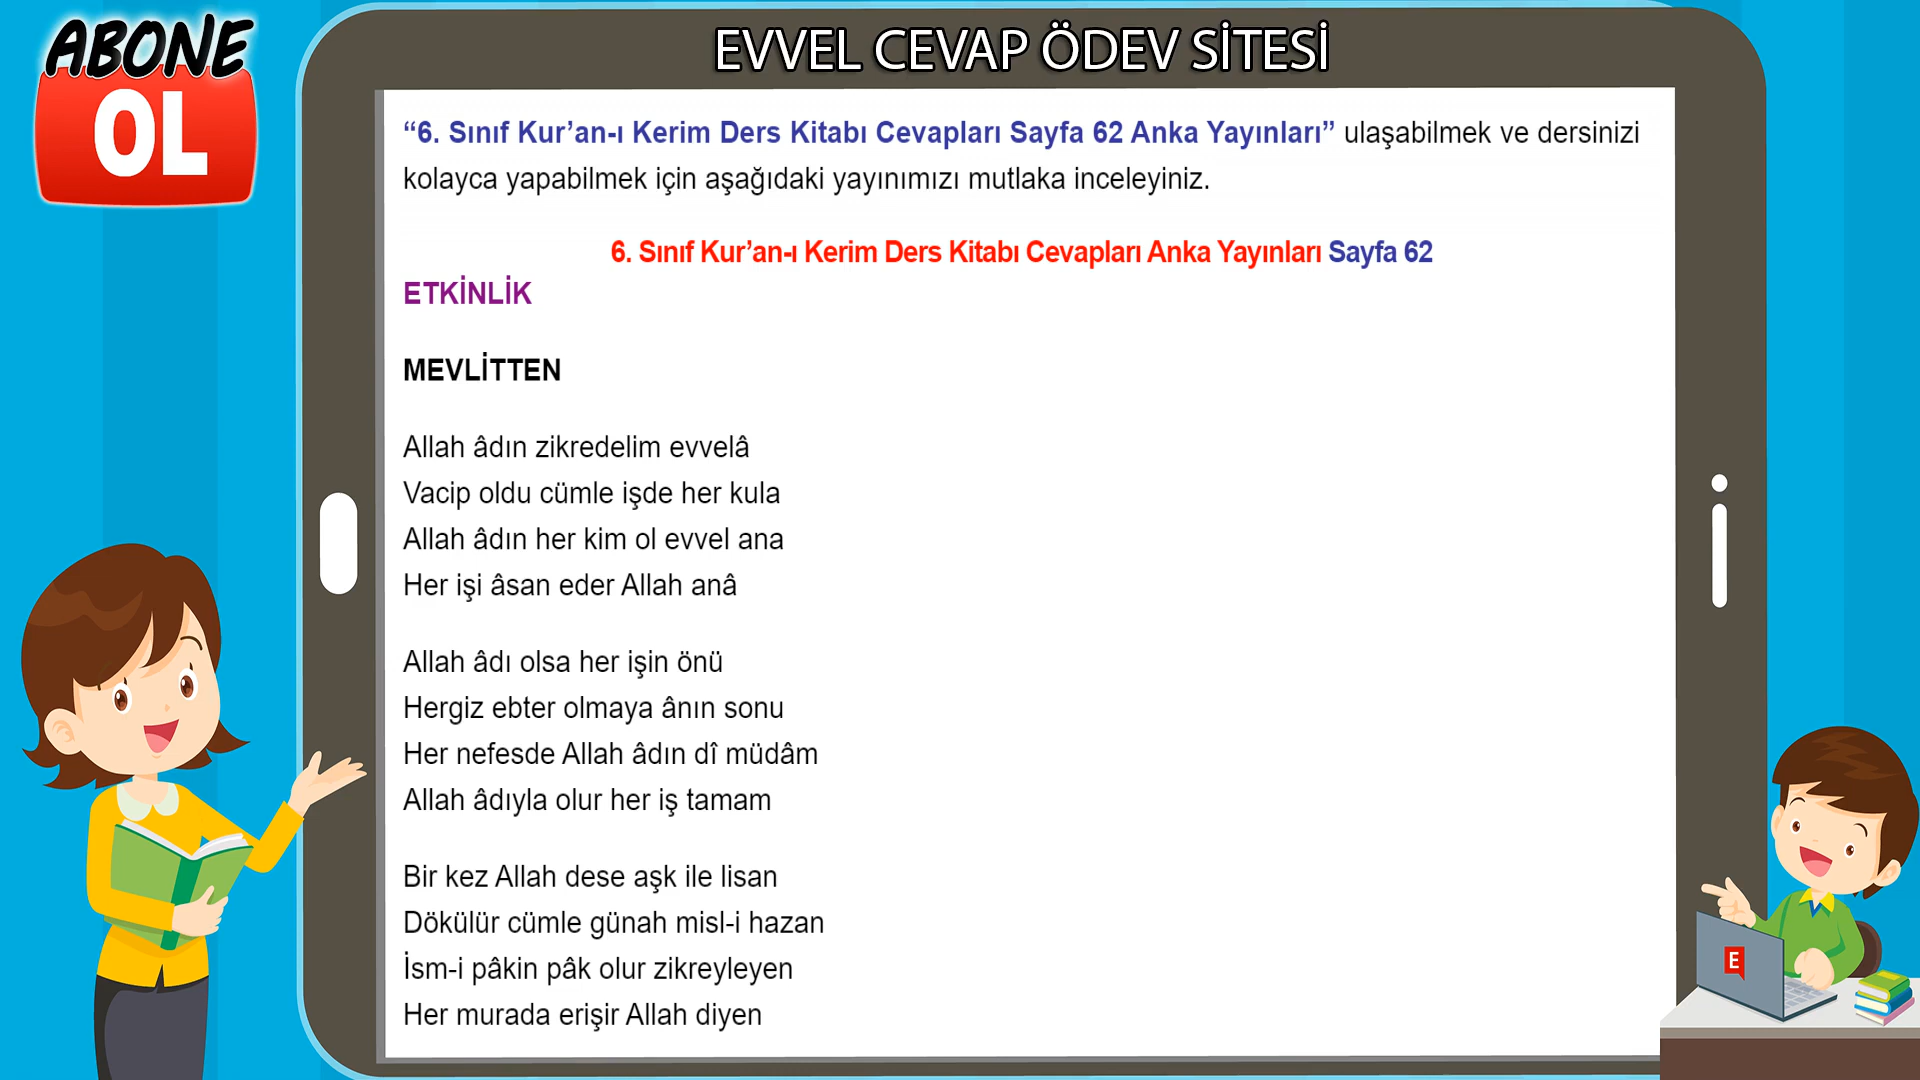 ABONE
OL
EVVEL CEVAP ÖDEV SİTESİ
“6. Sınıf Kur’an-ı Kerim Ders Kitabı Cevapları Sayfa 62 Anka Yayınları” ulaşabilmek ve dersinizi
kolayca yapabilmek için aşağıdaki yayınımızı mutlaka inceleyiniz.
6. Sınıf Kur’an-ı Kerim Ders Kitabı Cevapları Anka Yayınları Sayfa 62
ETKİNLİK
MEVLİTTEN
Allah âdın zikredelim evvelâ
Vacip oldu cümle işde her kula
Allah âdın her kim ol evvel ana
Her işi âsan eder Allah anâ
Allah âdı olsa her işin önü
Hergiz ebter olmaya ânın sonu
Her nefesde Allah âdın dî müdâm
Allah âdıyla olur her iş tamam
Bir kez Allah dese aşk ile lisan
Dökülür cümle günah misl-i hazan
İsm-i pâkin pâk olur zikreyleyen
Her murada erişir Allah diyen
E